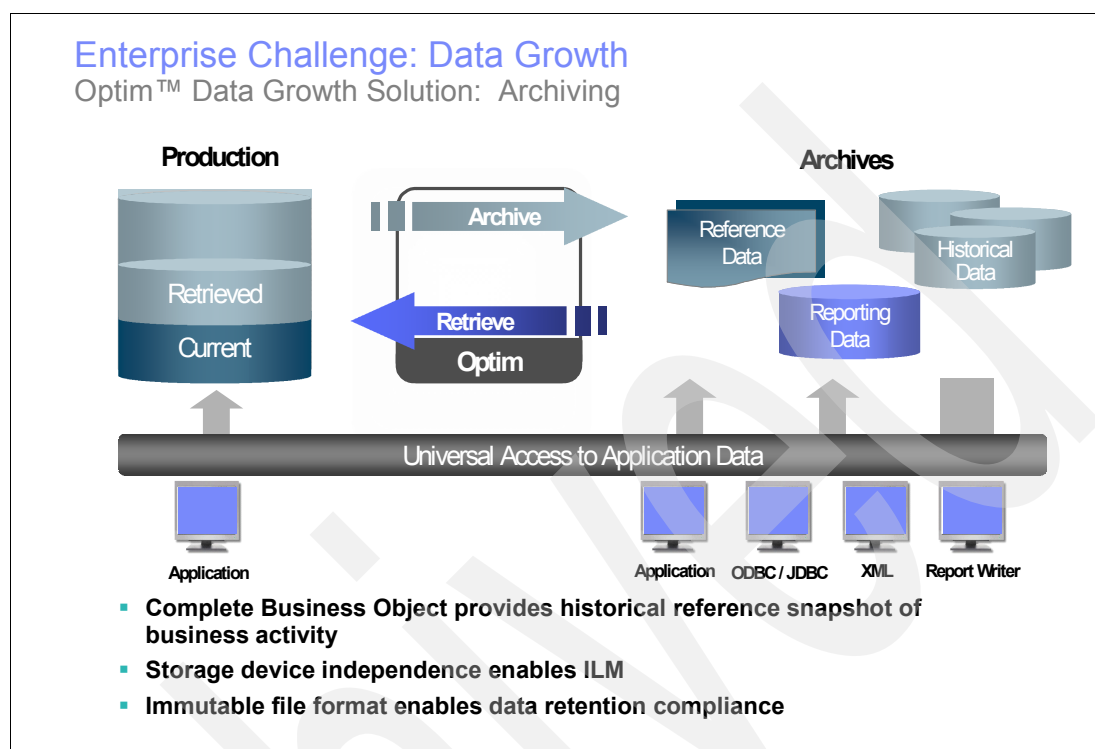 Enterprise Challenge: Data Growth
Optim™ Data Growth Solution: Archiving
Production
Archives
Archive
Reference
Data
Historical
Data
Retrieved
Retrieve
Reporting
Data
Current
Optim
Universal Access to Application Data
Application
Application
ODBC / JDBC
XML
Report Writer
▪ Complete Business Object provides historical reference snapshot of
business activity
▪ Storage device independence enables ILM
▪ Immutable file format enables data retention compliance